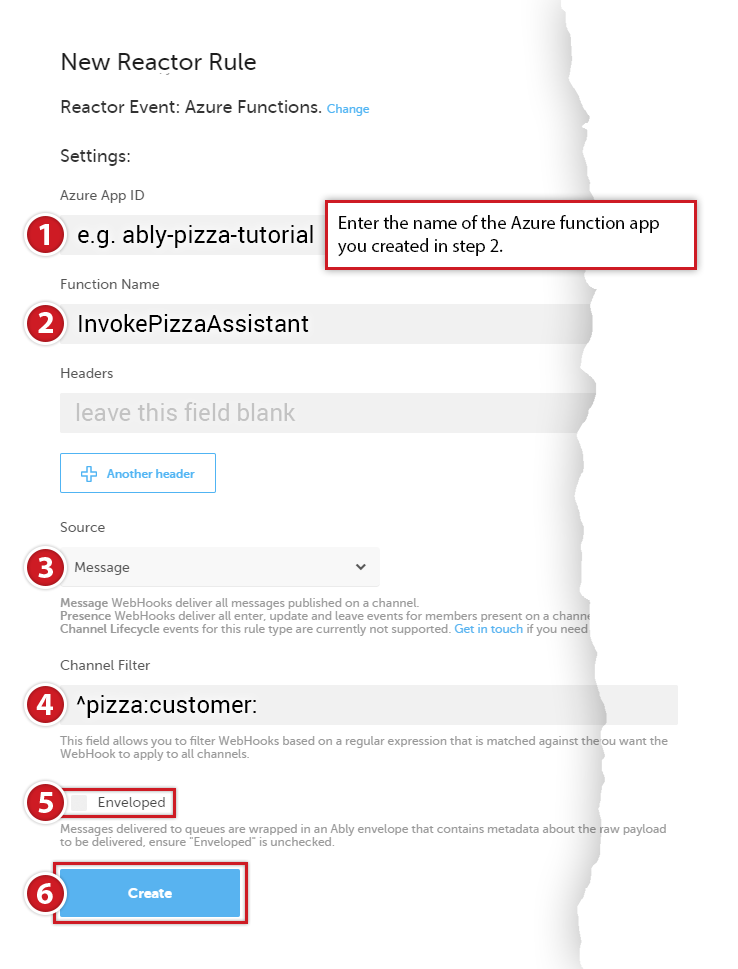 New Reactor Rule
Reactor Event: Azure Functions. Change
Settings:
Azure App ID
1 e.g. ably-pizza-tutorial
Enter the name of the Azure function app
you created in step 2.
Function Name
2 InvokePizzaAssistant
Headers
leave this field blank
Another header
Source
3 Message
Message WebHooks deliver all messages published on a channel.
Presence WebHooks deliver all enter, update and leave events for members present on a
Channel Lifecycle events for this rule type are currently not supported. Get in touch if you need
Channel Filter
4 ^pizza:customer:
This field allows you to filter WebHooks based on a regular expression that is matched against the you want the
WebHook to apply to all channels.
5 Enveloped
Messages delivered to queues are wrapped in an Ably envelope that contains metadata about the raw payload
to be delivered, ensure "Enveloped" is unchecked.
6 Create